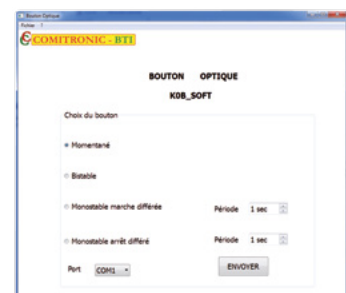 Bouton Optique
Fichier ?
COMITRONIC - BTI
BOUTON OPTIQUE
KOB_SOFT
Choix du bouton
Momentané
Bistable
Monostable marche différée Période 1 sec
Monostable arrêt différé Période 1 sec
Port COM1 ENVOYER